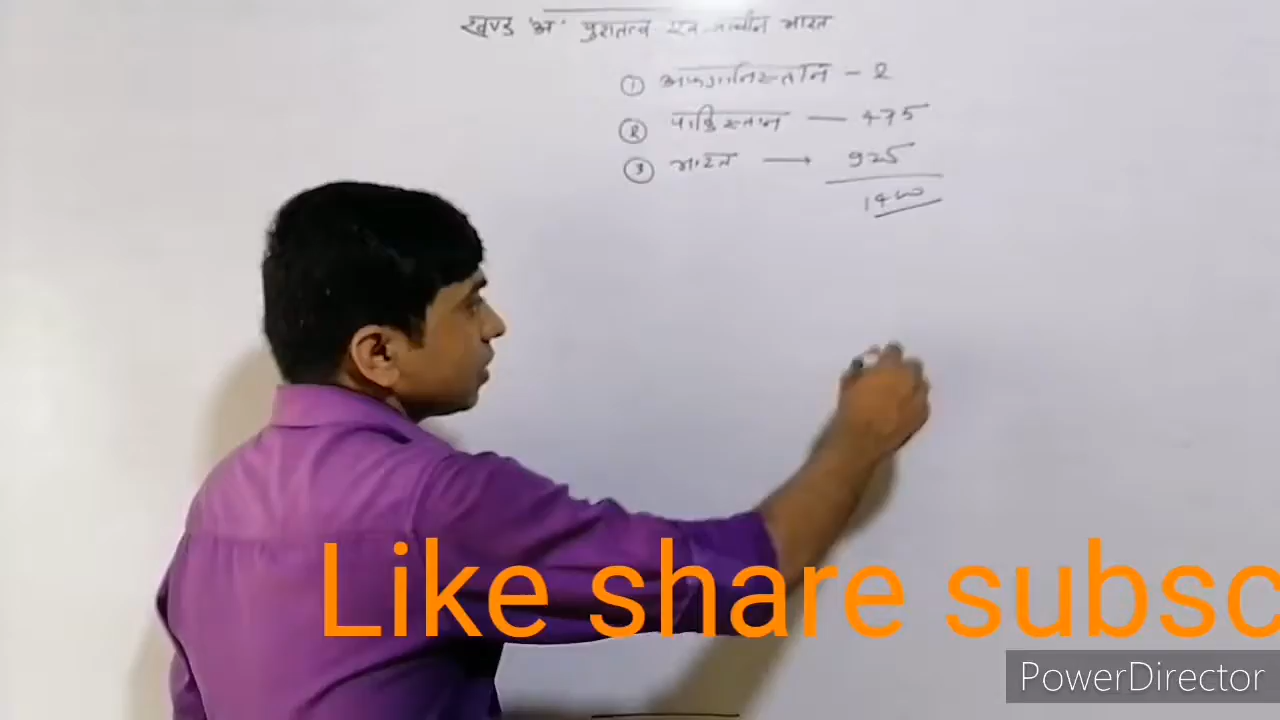 खण्ड 'अ' पुरातत्व एवं प्राचीन भारत
① अफगानिस्तान - 2
② पाकिस्तान — 475
③ भारत → 925
1400
Like share subsc
PowerDirector